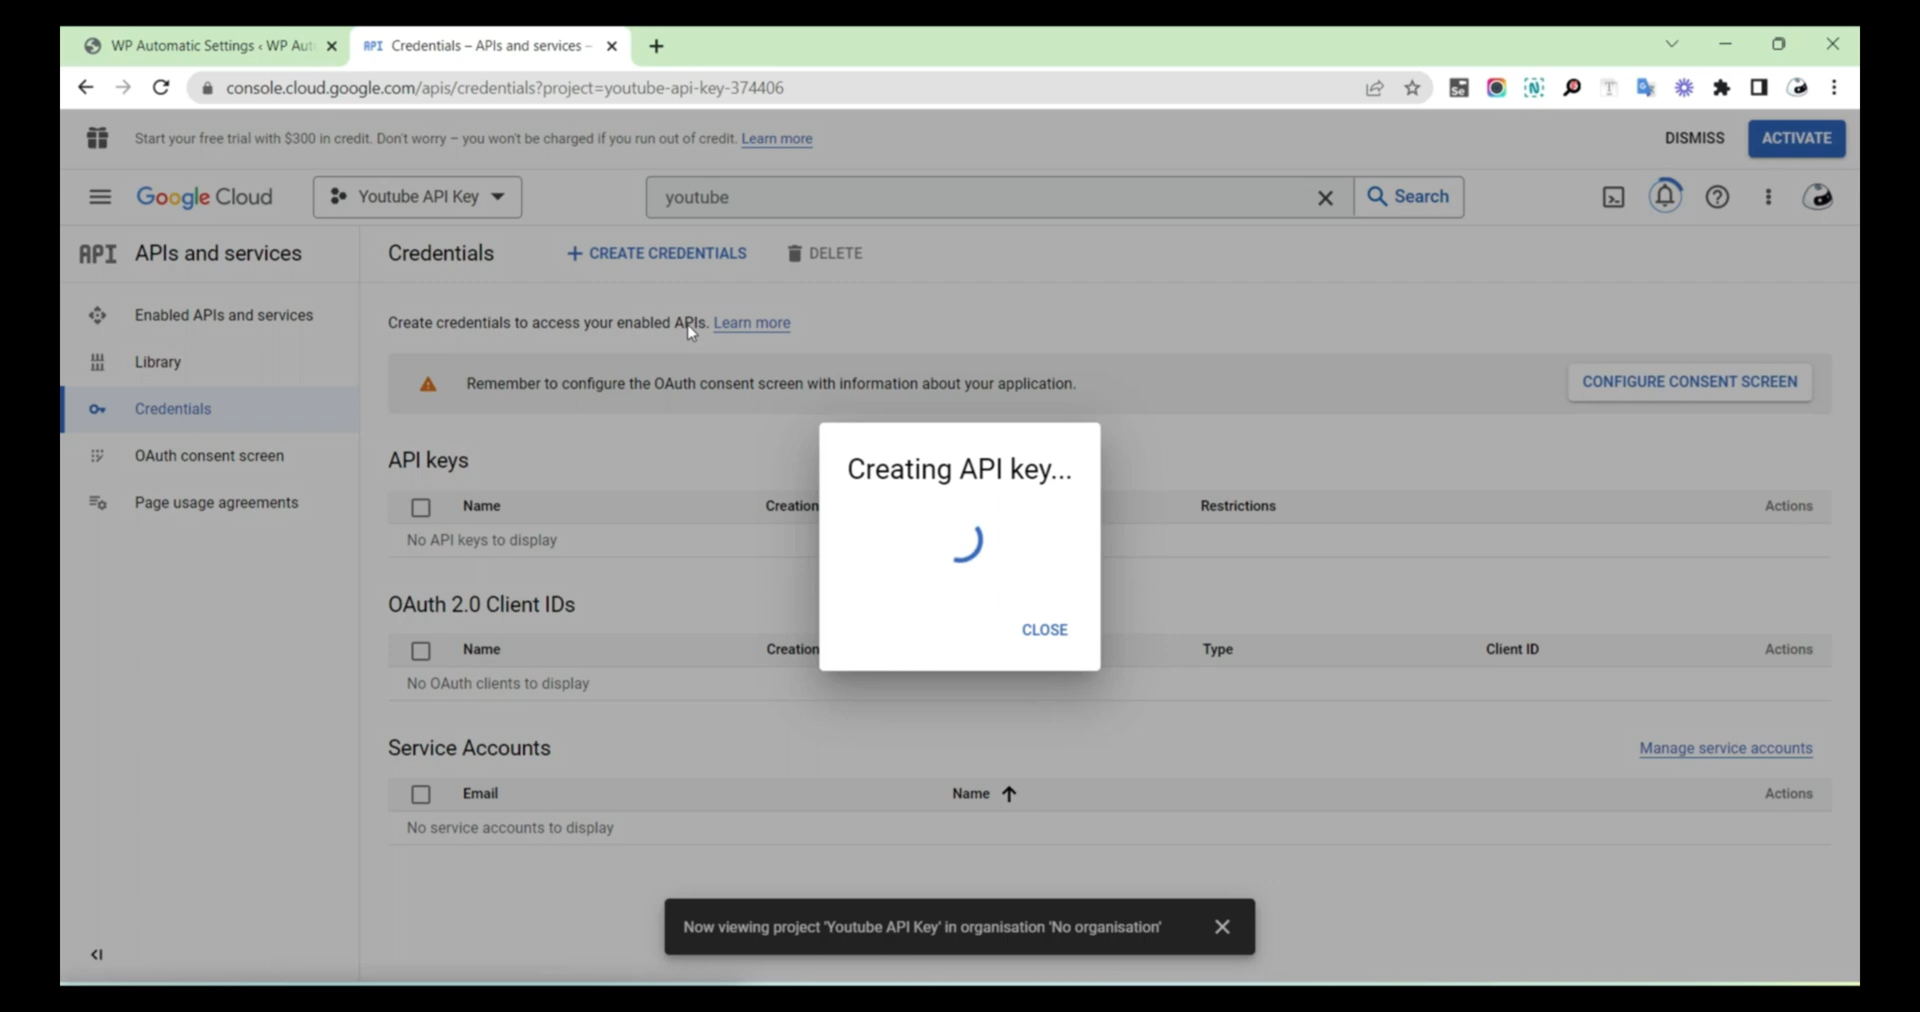 WP Automatic Settings ‹ WP Aut
API Credentials – APIs and services –
console.cloud.google.com/apis/credentials?project=youtube-api-key-374406
Start your free trial with $300 in credit. Don't worry – you won't be charged if you run out of credit. Learn more
DISMISS
ACTIVATE
Google Cloud
Youtube API Key
youtube
Search
API APIs and services
Credentials
CREATE CREDENTIALS
DELETE
Enabled APIs and services
Library
Credentials
OAuth consent screen
Page usage agreements
Create credentials to access your enabled APIs. Learn more
Remember to configure the OAuth consent screen with information about your application.
CONFIGURE CONSENT SCREEN
API keys
Name Creation Restrictions Actions
No API keys to display
Creating API key...
CLOSE
OAuth 2.0 Client IDs
Name Creation Type Client ID Actions
No OAuth clients to display
Service Accounts
Manage service accounts
Email Name Actions
No service accounts to display
Now viewing project 'Youtube API Key' in organisation 'No organisation'